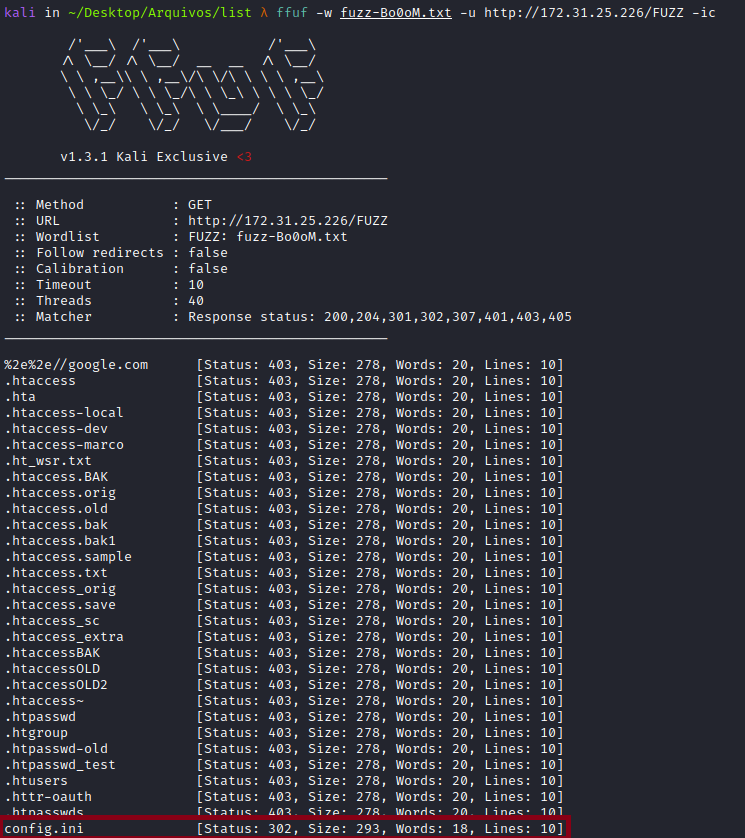 kali in ~/Desktop/Arquivos/list λ ffuf -w fuzz-Bo0oM.txt -u http://172.31.25.226/FUZZ -ic
v1.3.1 Kali Exclusive <3
:: Method : GET
:: URL : http://172.31.25.226/FUZZ
:: Wordlist : FUZZ: fuzz-Bo0oM.txt
:: Follow redirects : false
:: Calibration : false
:: Timeout : 10
:: Threads : 40
:: Matcher : Response status: 200,204,301,302,307,401,403,405
%2e%2e//google.com [Status: 403, Size: 278, Words: 20, Lines: 10]
.htaccess [Status: 403, Size: 278, Words: 20, Lines: 10]
.hta [Status: 403, Size: 278, Words: 20, Lines: 10]
.htaccess-local [Status: 403, Size: 278, Words: 20, Lines: 10]
.htaccess-dev [Status: 403, Size: 278, Words: 20, Lines: 10]
.htaccess-marco [Status: 403, Size: 278, Words: 20, Lines: 10]
.ht_wsr.txt [Status: 403, Size: 278, Words: 20, Lines: 10]
.htaccess.BAK [Status: 403, Size: 278, Words: 20, Lines: 10]
.htaccess.orig [Status: 403, Size: 278, Words: 20, Lines: 10]
.htaccess.old [Status: 403, Size: 278, Words: 20, Lines: 10]
.htaccess.bak [Status: 403, Size: 278, Words: 20, Lines: 10]
.htaccess.bak1 [Status: 403, Size: 278, Words: 20, Lines: 10]
.htaccess.sample [Status: 403, Size: 278, Words: 20, Lines: 10]
.htaccess.txt [Status: 403, Size: 278, Words: 20, Lines: 10]
.htaccess_orig [Status: 403, Size: 278, Words: 20, Lines: 10]
.htaccess.save [Status: 403, Size: 278, Words: 20, Lines: 10]
.htaccess_sc [Status: 403, Size: 278, Words: 20, Lines: 10]
.htaccess_extra [Status: 403, Size: 278, Words: 20, Lines: 10]
.htaccessBAK [Status: 403, Size: 278, Words: 20, Lines: 10]
.htaccessOLD [Status: 403, Size: 278, Words: 20, Lines: 10]
.htaccessOLD2 [Status: 403, Size: 278, Words: 20, Lines: 10]
.htaccess~ [Status: 403, Size: 278, Words: 20, Lines: 10]
.htpasswd [Status: 403, Size: 278, Words: 20, Lines: 10]
.htgroup [Status: 403, Size: 278, Words: 20, Lines: 10]
.htpasswd-old [Status: 403, Size: 278, Words: 20, Lines: 10]
.htpasswd_test [Status: 403, Size: 278, Words: 20, Lines: 10]
.htusers [Status: 403, Size: 278, Words: 20, Lines: 10]
.httr-oauth [Status: 403, Size: 278, Words: 20, Lines: 10]
.htpasswds [Status: 403, Size: 278, Words: 20, Lines: 10]
config.ini [Status: 302, Size: 293, Words: 18, Lines: 10]